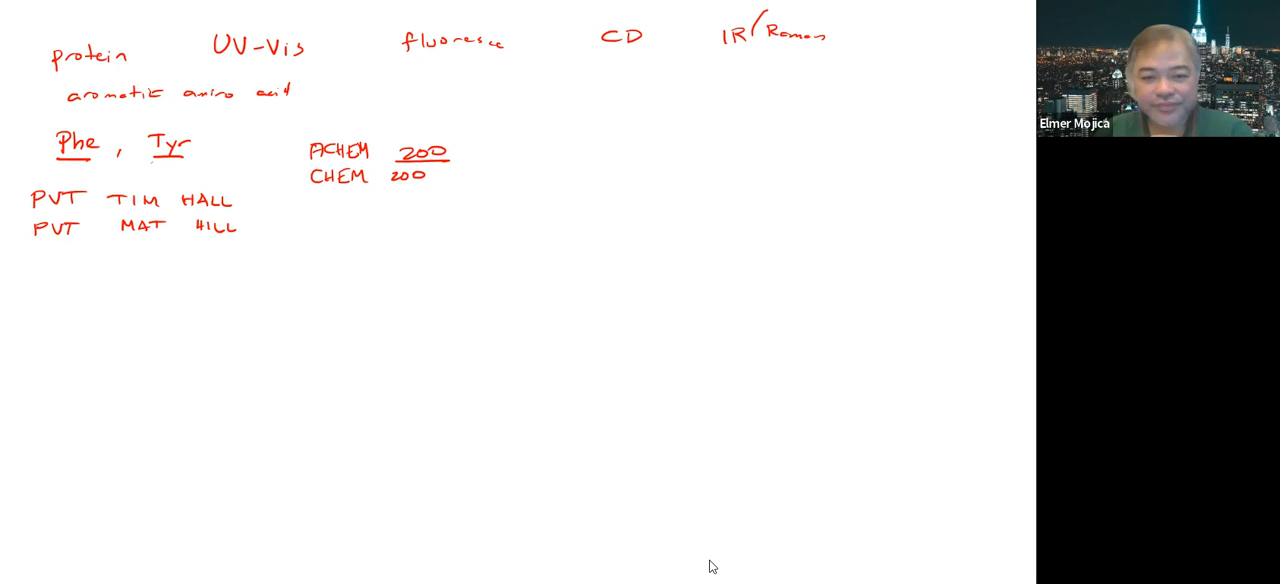 protein UV-Vis fluoresce CD IR/Raman
aromatic amino acid
Phe, Tyr
ACHEM 200
CHEM 200
PVT TIM HALL
PVT MAT HILL
Elmer Mojica